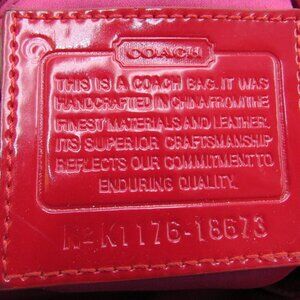 COACH
THIS IS A COACH BAG. IT WAS
HANDCRAFTED IN CHINA FROM THE
FINEST MATERIALS AND LEATHER.
ITS SUPERIOR CRAFTSMANSHIP
REFLECTS OUR COMMITMENT TO
ENDURING QUALITY.
No K1176-18673